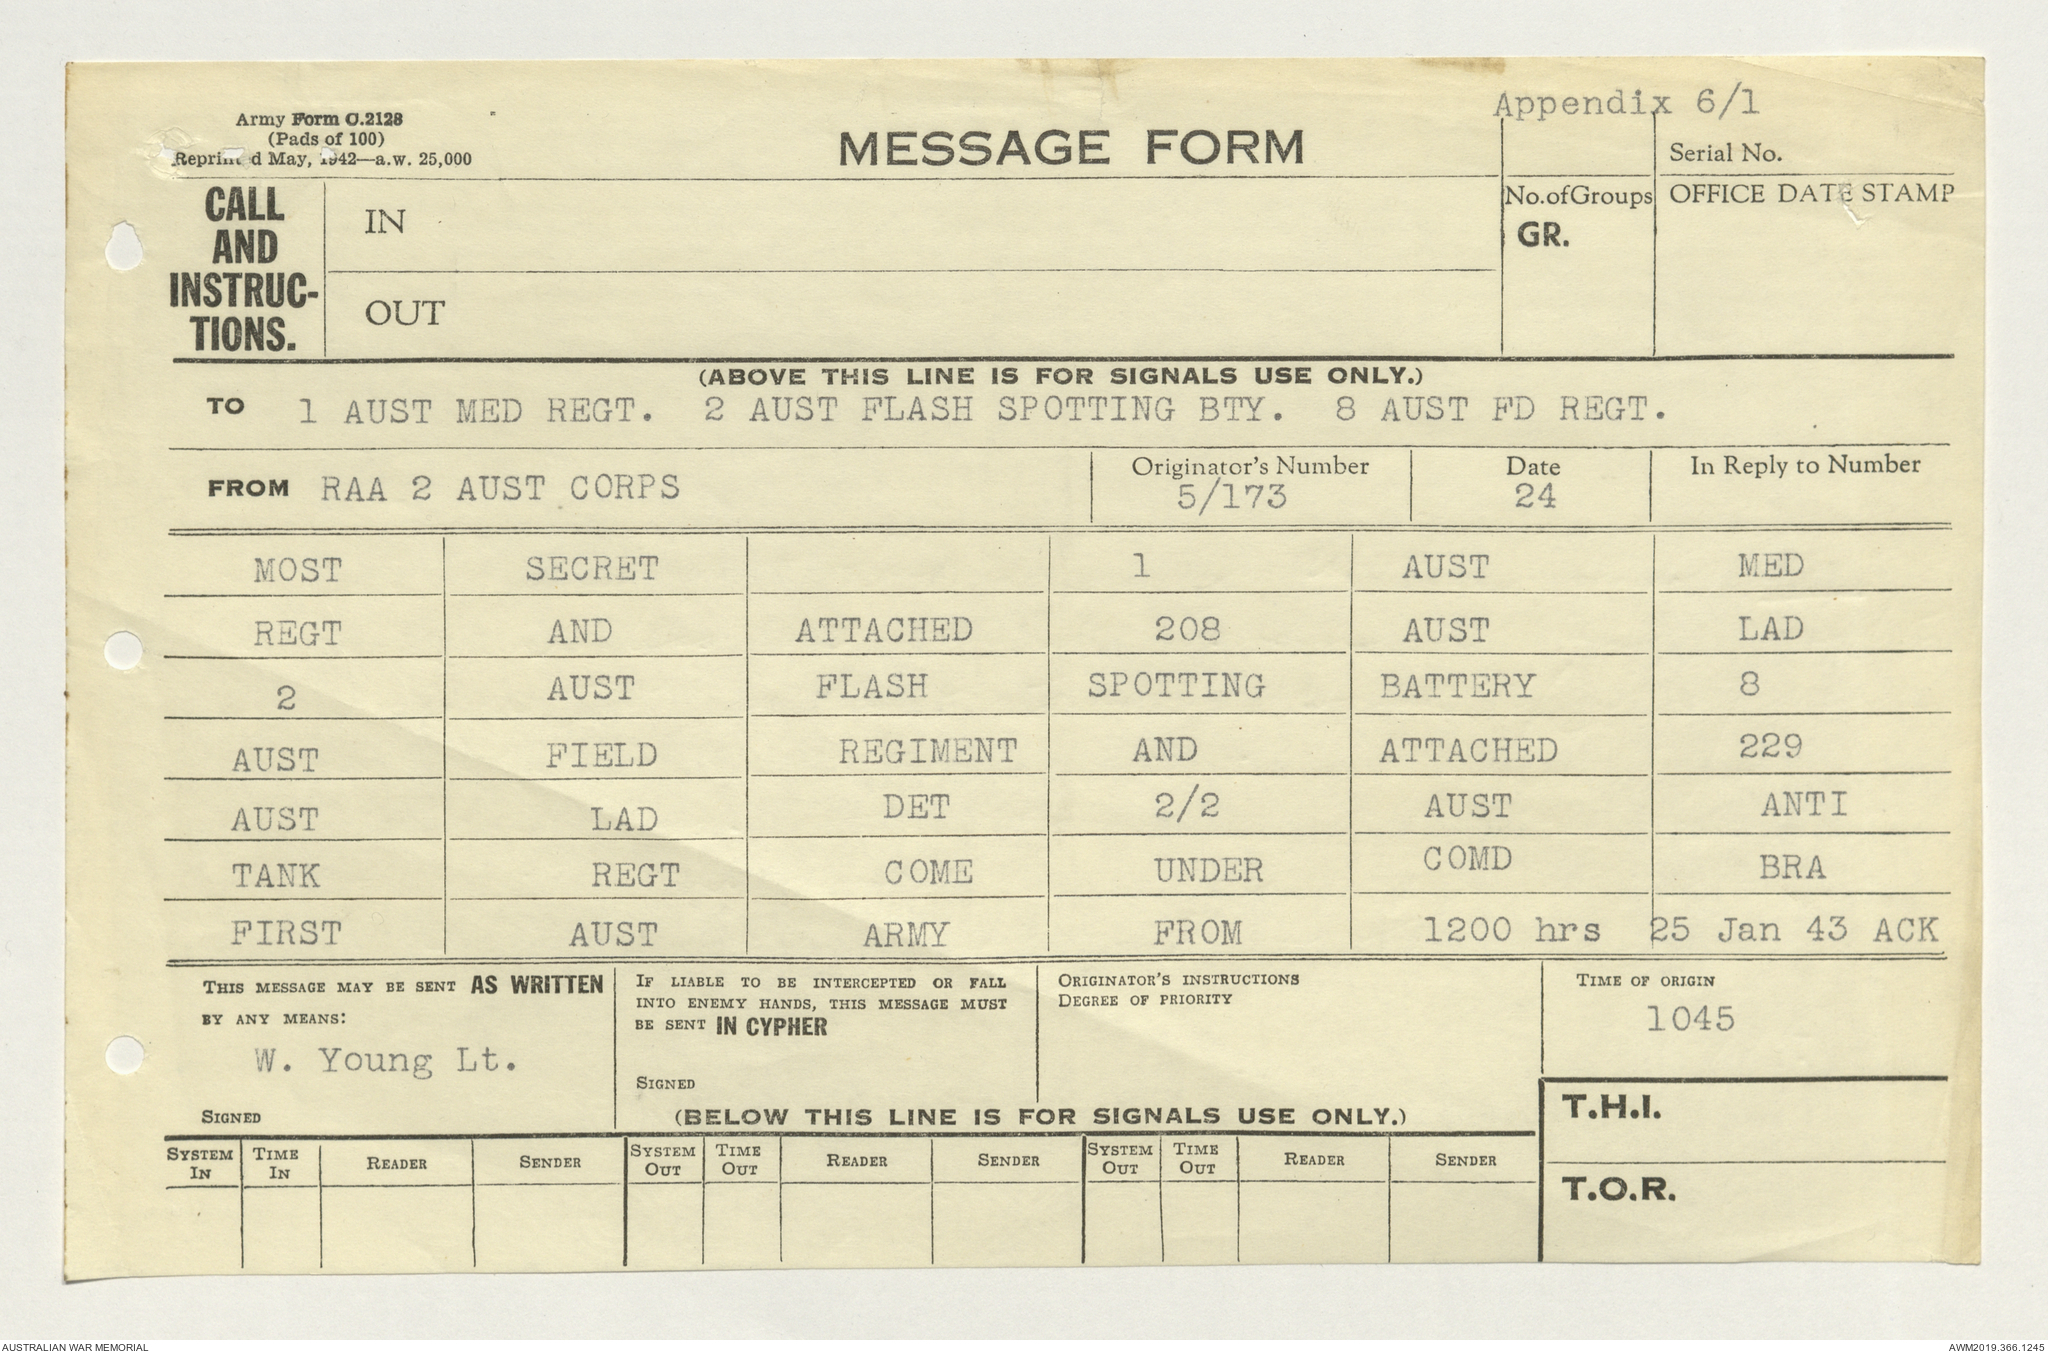 Appendix 6/1
Army Form C.2128
(Pads of 100)
Reprinted May, 1942—a.w. 25,000
MESSAGE FORM
Serial No.
CALL AND INSTRUC-TIONS.
IN
OUT
No. of Groups
GR.
OFFICE DATE STAMP
(ABOVE THIS LINE IS FOR SIGNALS USE ONLY.)
TO 1 AUST MED REGT. 2 AUST FLASH SPOTTING BTY. 8 AUST FD REGT.
FROM RAA 2 AUST CORPS
Originator's Number
5/173
Date
24
In Reply to Number
MOST SECRET 1 AUST MED
REGT AND ATTACHED 208 AUST LAD
2 AUST FLASH SPOTTING BATTERY 8
AUST FIELD REGIMENT AND ATTACHED 229
AUST LAD DET 2/2 AUST ANTI
TANK REGT COME UNDER COMD BRA
FIRST AUST ARMY FROM 1200 hrs 25 Jan 43 ACK
THIS MESSAGE MAY BE SENT AS WRITTEN
BY ANY MEANS:
W. Young Lt.
SIGNED
IF LIABLE TO BE INTERCEPTED OR FALL
INTO ENEMY HANDS, THIS MESSAGE MUST
BE SENT IN CYPHER
SIGNED
ORIGINATOR'S INSTRUCTIONS
DEGREE OF PRIORITY
TIME OF ORIGIN
1045
(BELOW THIS LINE IS FOR SIGNALS USE ONLY.)
T.H.I.
T.O.R.
SYSTEM IN TIME IN READER SENDER SYSTEM OUT TIME OUT READER SENDER SYSTEM OUT TIME OUT READER SENDER
AUSTRALIAN WAR MEMORIAL
AWM2019.366.1245